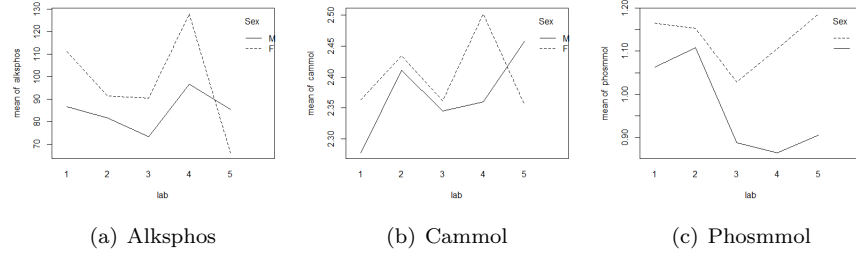 mean of alksphos
130
120
110
100
90
80
70
Sex
M
F
1 2 3 4 5
lab
(a) Alksphos
mean of cammol
2.50
2.45
2.40
2.35
2.30
Sex
M
F
1 2 3 4 5
lab
(b) Cammol
mean of phosmmol
1.20
1.10
1.00
0.90
Sex
1 2 3 4 5
lab
(c) Phosmmol